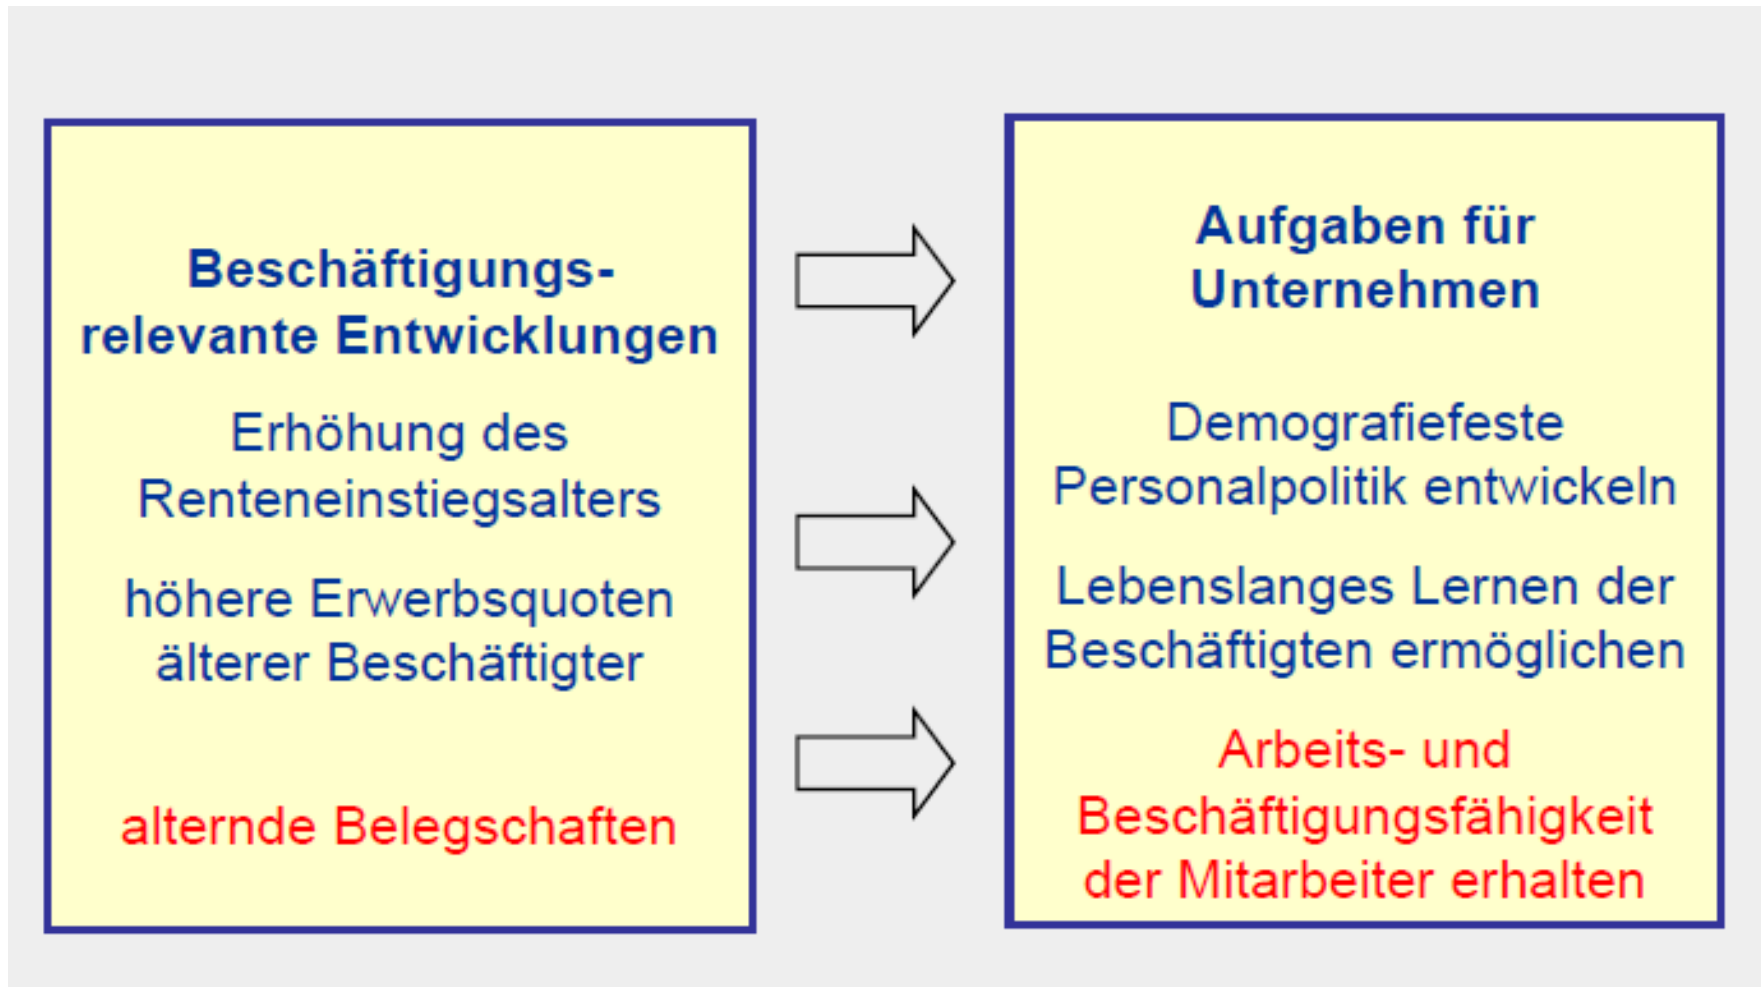 Beschäftigungs-
relevante Entwicklungen
Erhöhung des
Renteneinstiegsalters
höhere Erwerbsquoten
älterer Beschäftigter
alternde Belegschaften
Aufgaben für
Unternehmen
Demografiefeste
Personalpolitik entwickeln
Lebenslanges Lernen der
Beschäftigten ermöglichen
Arbeits- und
Beschäftigungsfähigkeit
der Mitarbeiter erhalten